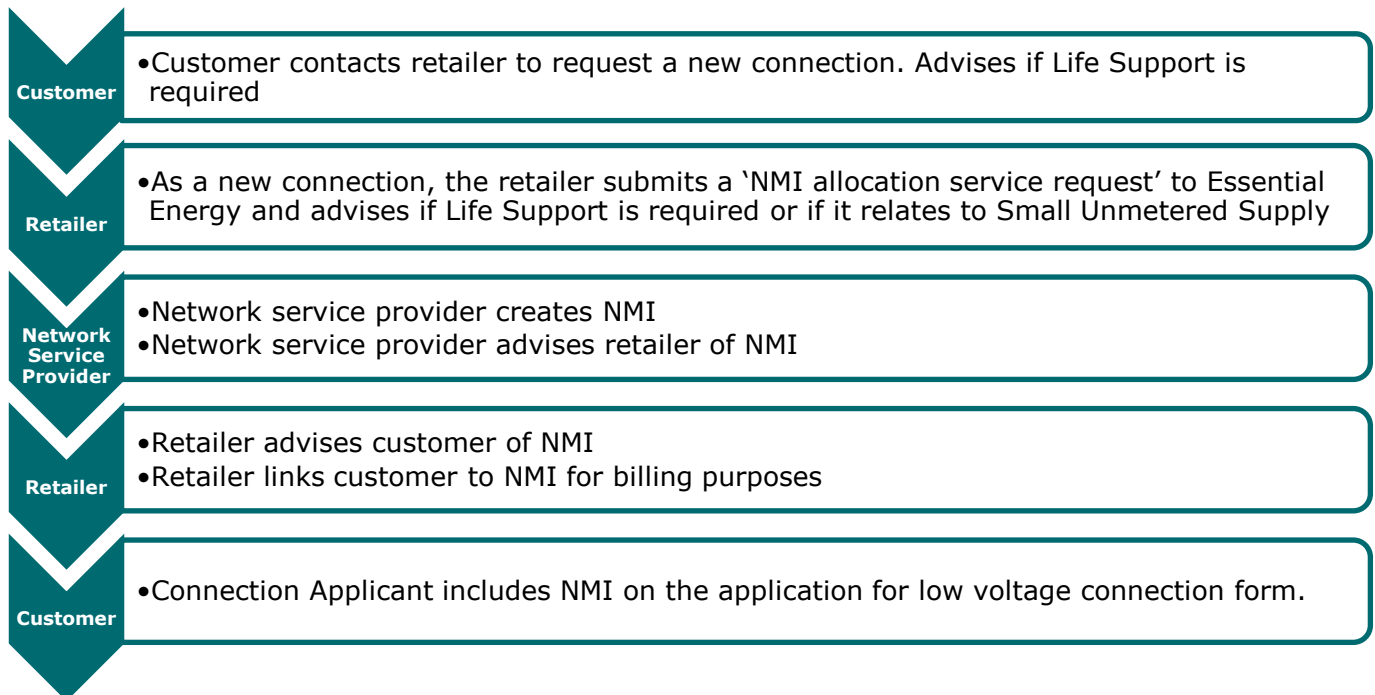 Customer
•Customer contacts retailer to request a new connection. Advises if Life Support is
required
Retailer
•As a new connection, the retailer submits a ‘NMI allocation service request’ to Essential
Energy and advises if Life Support is required or if it relates to Small Unmetered Supply
Network
Service
Provider
•Network service provider creates NMI
•Network service provider advises retailer of NMI
Retailer
•Retailer advises customer of NMI
•Retailer links customer to NMI for billing purposes
Customer
•Connection Applicant includes NMI on the application for low voltage connection form.